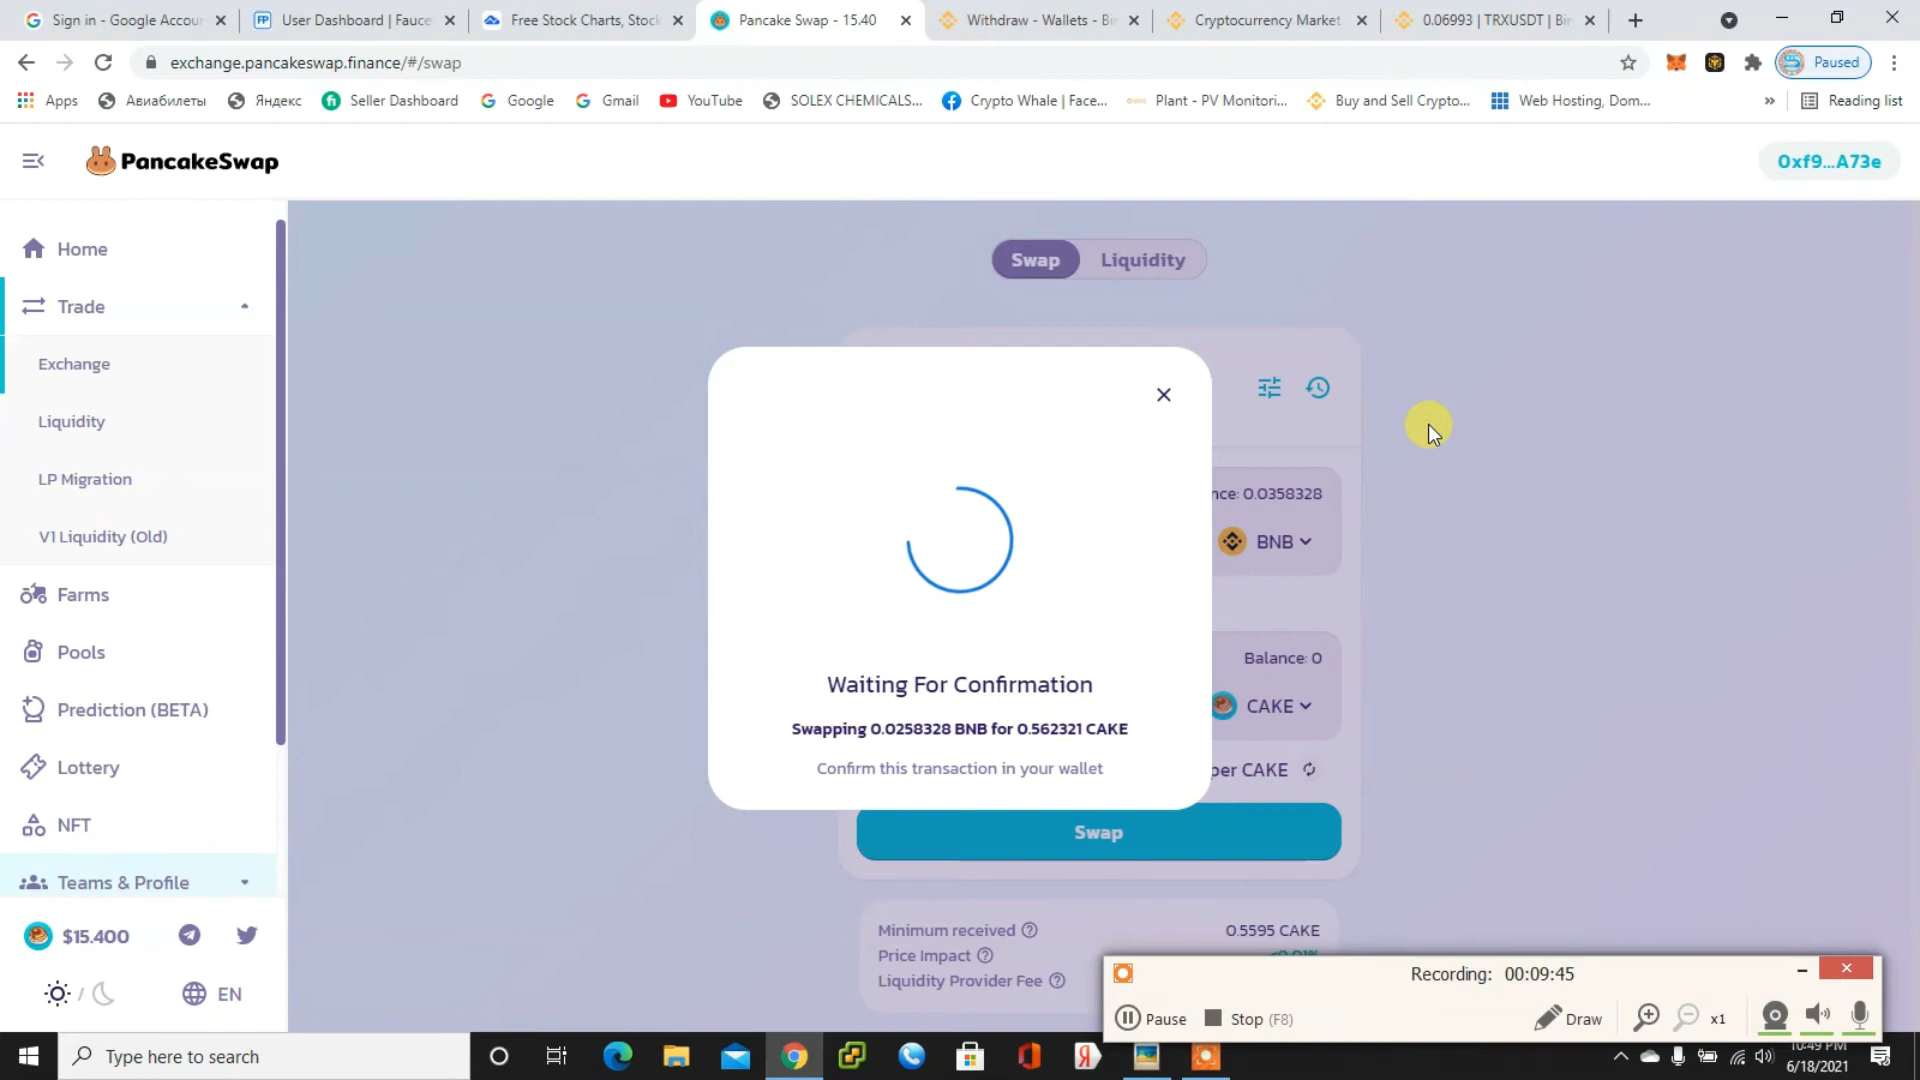 Sign in - Google Accou
User Dashboard | Fauce
Free Stock Charts, Stock
Pancake Swap - 15.40
Withdraw - Wallets - Bi
Cryptocurrency Market
0.06993 | TRXUSDT | Bi
exchange.pancakeswap.finance/#/swap
Paused
Apps
Авиабилеты
Яндекс
Seller Dashboard
Google
Gmail
YouTube
SOLEX CHEMICALS...
Crypto Whale | Face...
Plant - PV Monitori...
Buy and Sell Crypto...
Web Hosting, Dom...
»
Reading list
PancakeSwap
0xf9...A73e
Home
Trade
Exchange
Liquidity
LP Migration
V1 Liquidity (Old)
Farms
Pools
Prediction (BETA)
Lottery
NFT
Teams & Profile
$15.400
/
EN
Swap
Liquidity
nce: 0.0358328
BNB
Balance: 0
CAKE
per CAKE
Waiting For Confirmation
Swapping 0.0258328 BNB for 0.562321 CAKE
Confirm this transaction in your wallet
Swap
Minimum received
0.5595 CAKE
Price Impact
Liquidity Provider Fee
Recording: 00:09:45
Pause
Stop (F8)
Draw
x1
Type here to search
10:49 PM
6/18/2021